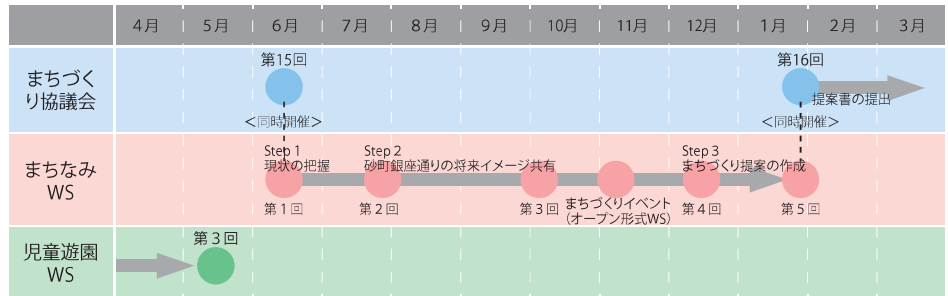 4月 5月 6月 7月 8月 9月 10月 11月 12月 1月 2月 3月
まちづく
り協議会
第15回
<同時開催>
第16回
提案書の提出
<同時開催>
まちなみ
WS
Step 1
現状の把握
第1回
Step 2
砂町銀座通りの将来イメージ共有
第2回
第3回
まちづくりイベント
(オープン形式WS)
Step 3
まちづくり提案の作成
第4回
第5回
児童遊園
WS
第3回